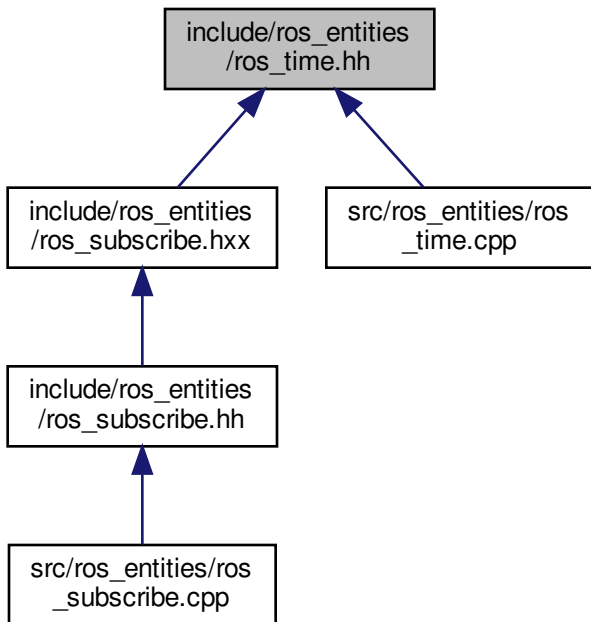 include/ros_entities
/ros_time.hh
include/ros_entities
/ros_subscribe.hxx
src/ros_entities/ros
_time.cpp
include/ros_entities
/ros_subscribe.hh
src/ros_entities/ros
_subscribe.cpp